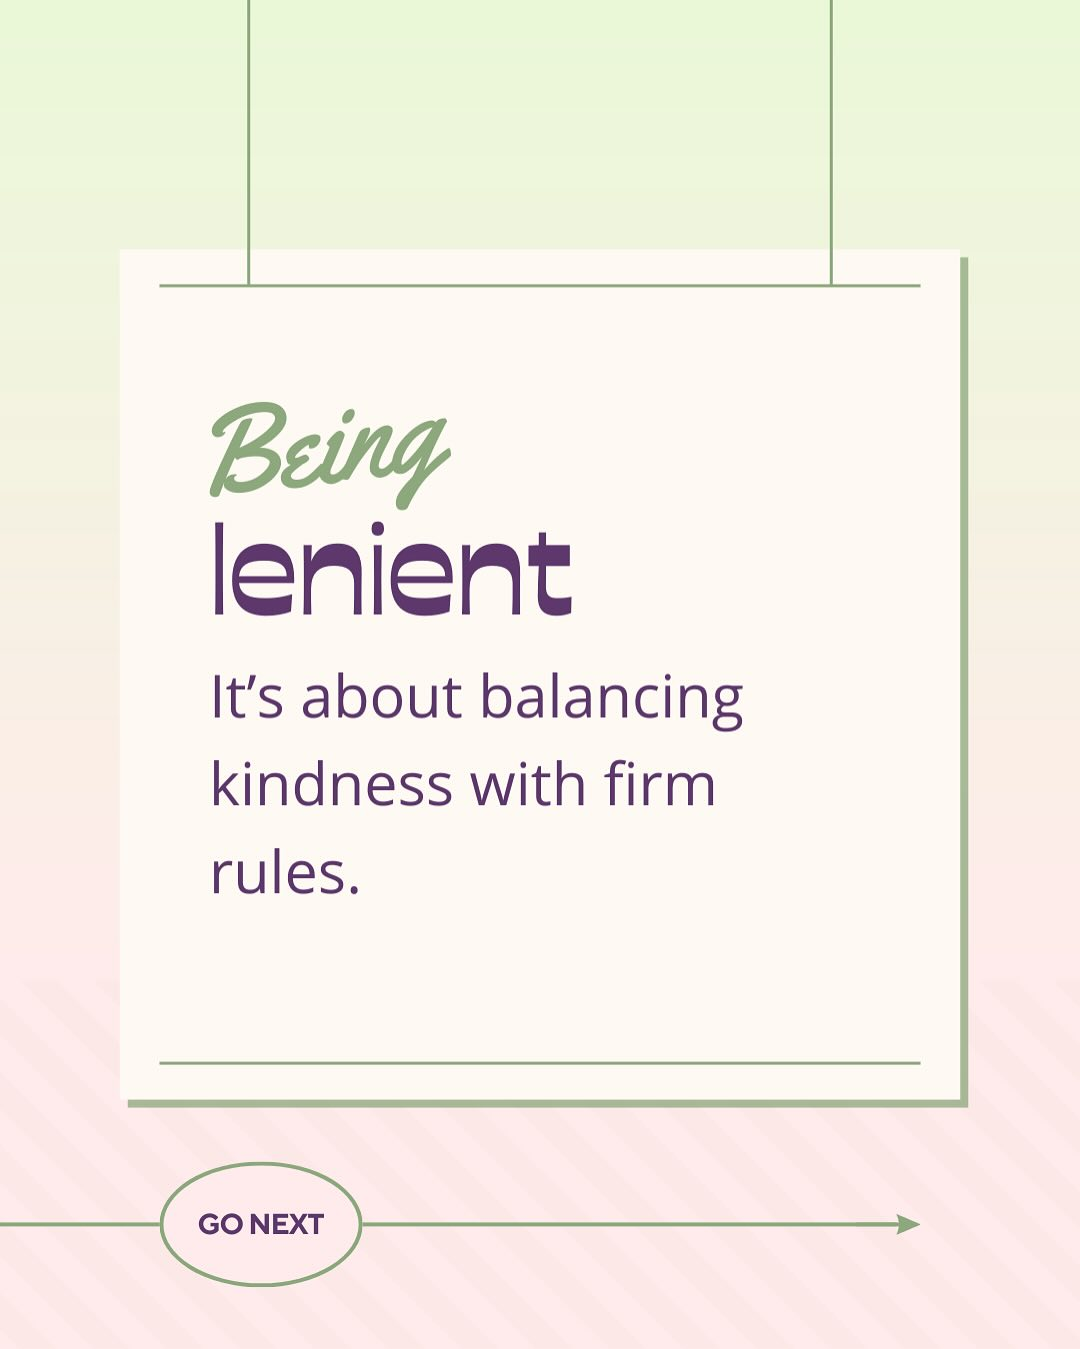 Being
lenient
It’s about balancing
kindness with firm
rules.
GO NEXT